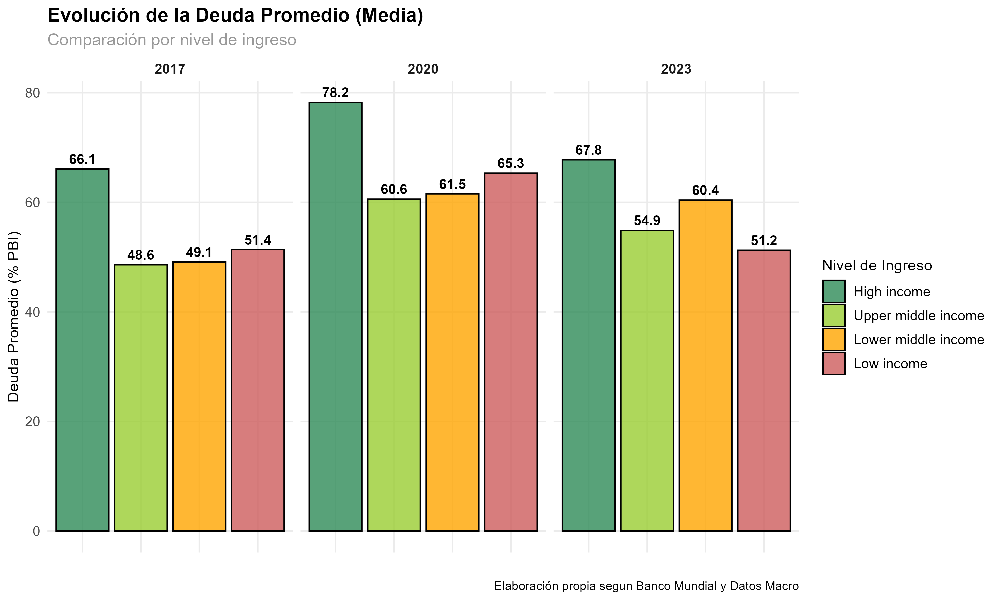 Evolución de la Deuda Promedio (Media)
Comparación por nivel de ingreso
2017 2020 2023
80
60
40
20
0
Deuda Promedio (% PBI)
66.1 48.6 49.1 51.4
78.2 60.6 61.5 65.3
67.8 54.9 60.4 51.2
Nivel de Ingreso
High income
Upper middle income
Lower middle income
Low income
Elaboración propia segun Banco Mundial y Datos Macro